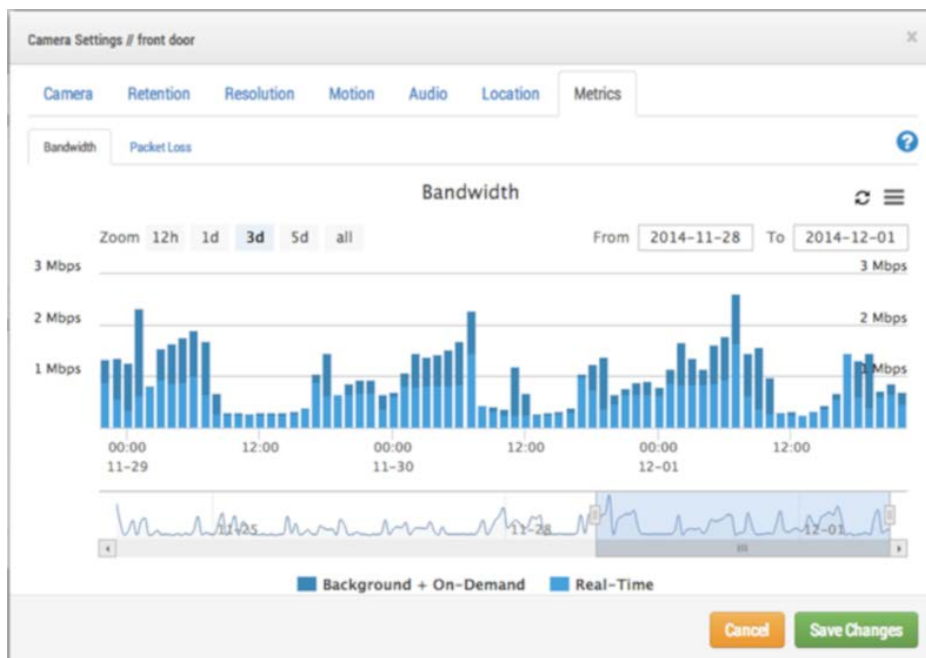 Camera Settings // front door
Camera Retention Resolution Motion Audio Location Metrics
Bandwidth Packet Loss
Bandwidth
Zoom 12h 1d 3d 5d all From 2014-11-28 To 2014-12-01
3 Mbps 3 Mbps
2 Mbps 2 Mbps
1 Mbps 1 Mbps
00:00 12:00 00:00 12:00 00:00 12:00
11-29 11-30 12-01
11-25 11-28 12-01
Background + On-Demand Real-Time
Cancel Save Changes